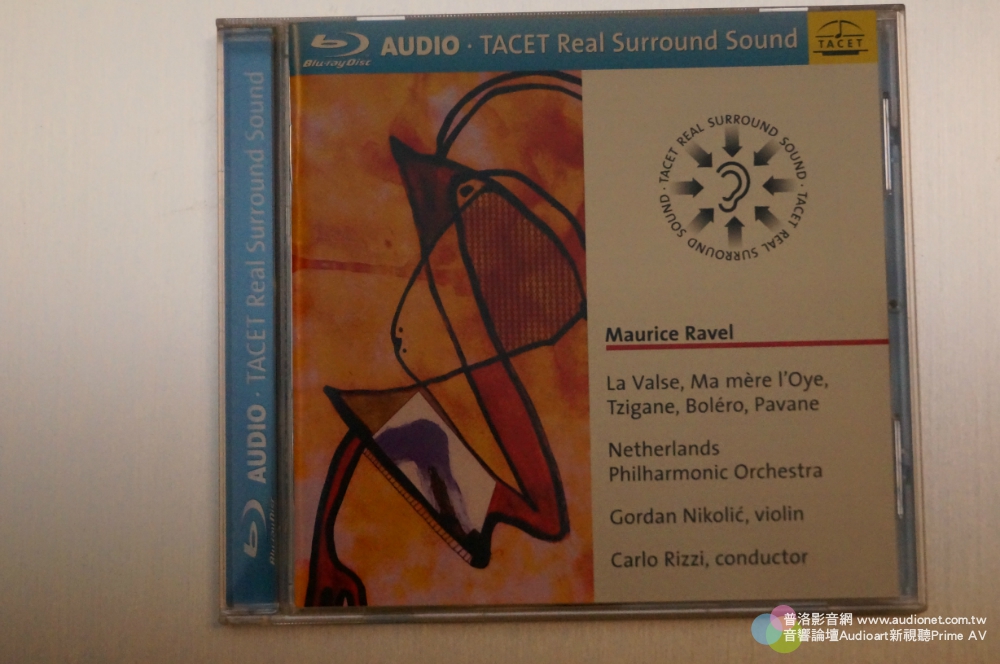 Blu-ray Disc AUDIO · TACET Real Surround Sound
TACET
Blu-ray Disc AUDIO · TACET Real Surround Sound
TACET REAL SURROUND SOUND · TACET REAL SURROUND SOUND ·
Maurice Ravel
La Valse, Ma mère l'Oye,
Tzigane, Boléro, Pavane
Netherlands
Philharmonic Orchestra
Gordan Nikolić, violin
Carlo Rizzi, conductor
普洛影音網 www.audionet.com.tw
音響論壇Audioart新視聽Prime AV